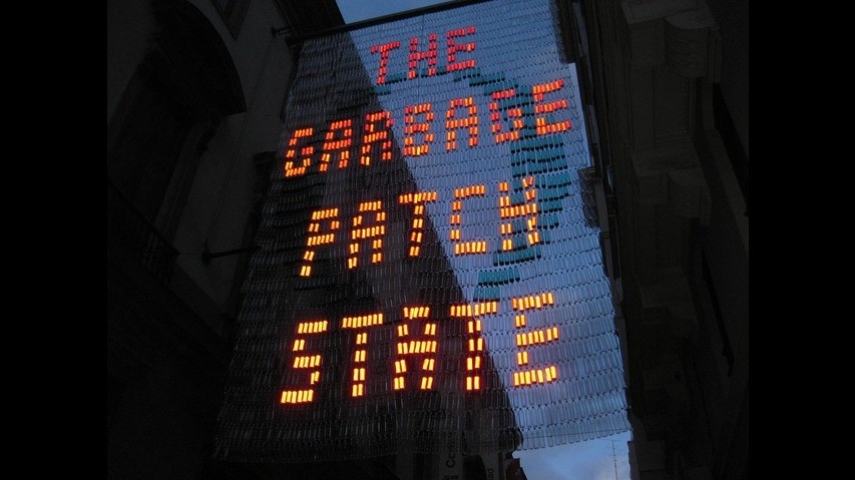 THE
GARBAGE
PATCH
STATE